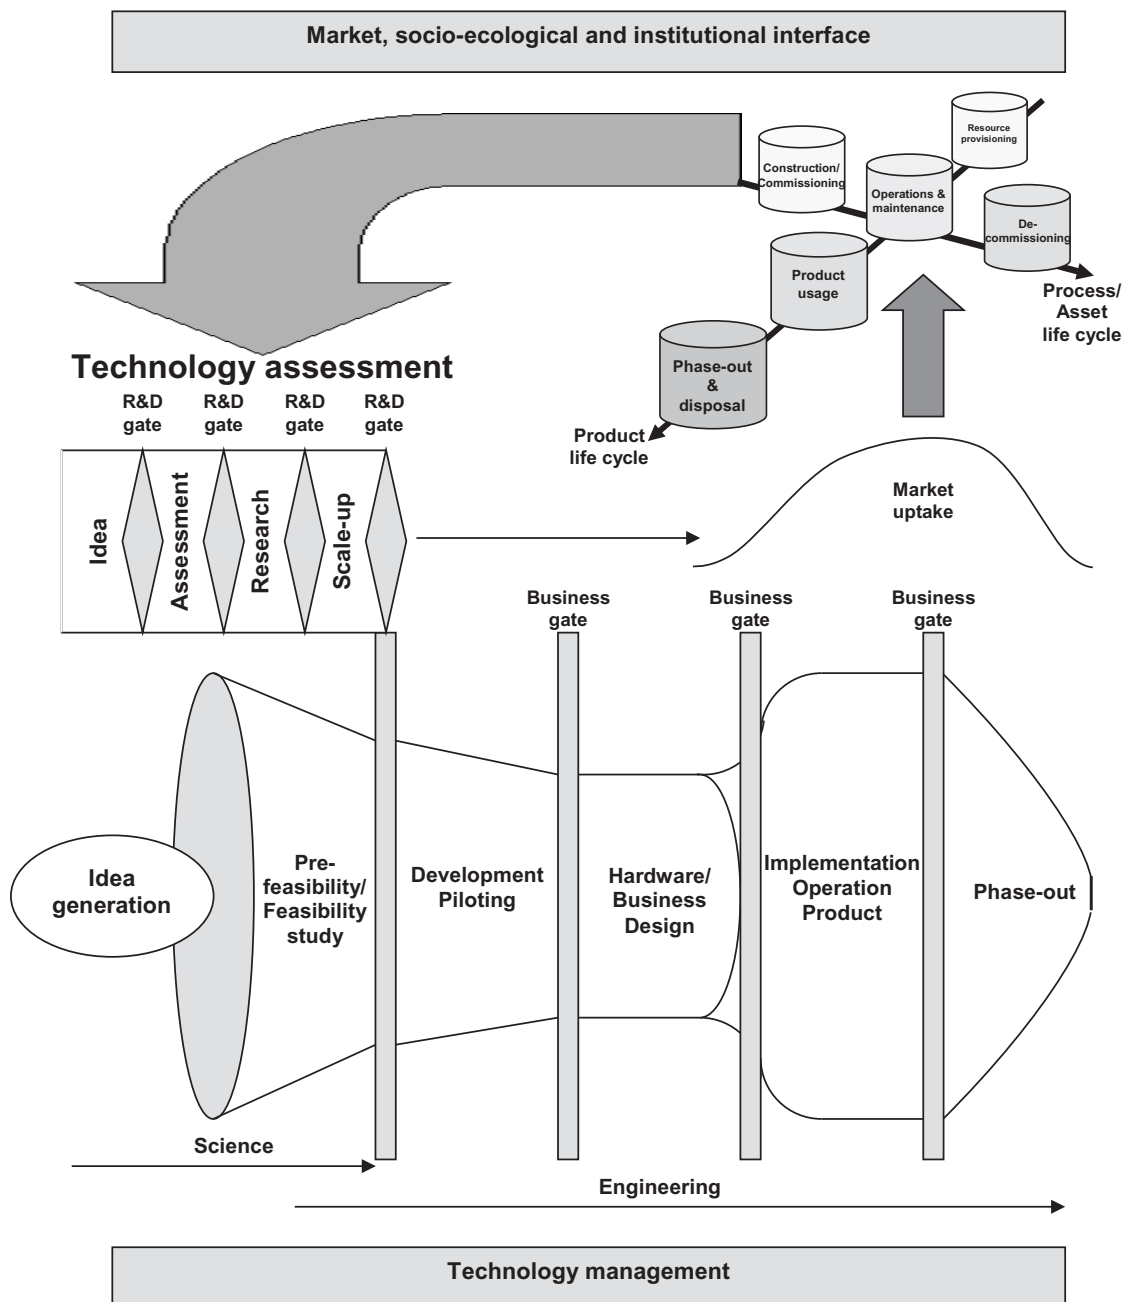 Market, socio-ecological and institutional interface
Resource
provisioning
Construction/
Commissioning
Operations &
maintenance
De-
commissioning
Product
usage
Process/
Asset
life cycle
Phase-out
&
disposal
Product
life cycle
Technology assessment
R&D
gate
R&D
gate
R&D
gate
R&D
gate
Idea
Assessment
Research
Scale-up
Market
uptake
Business
gate
Business
gate
Business
gate
Idea
generation
Pre-
feasibility/
Feasibility
study
Development
Piloting
Hardware/
Business
Design
Implementation
Operation
Product
Phase-out
Science
Engineering
Technology management